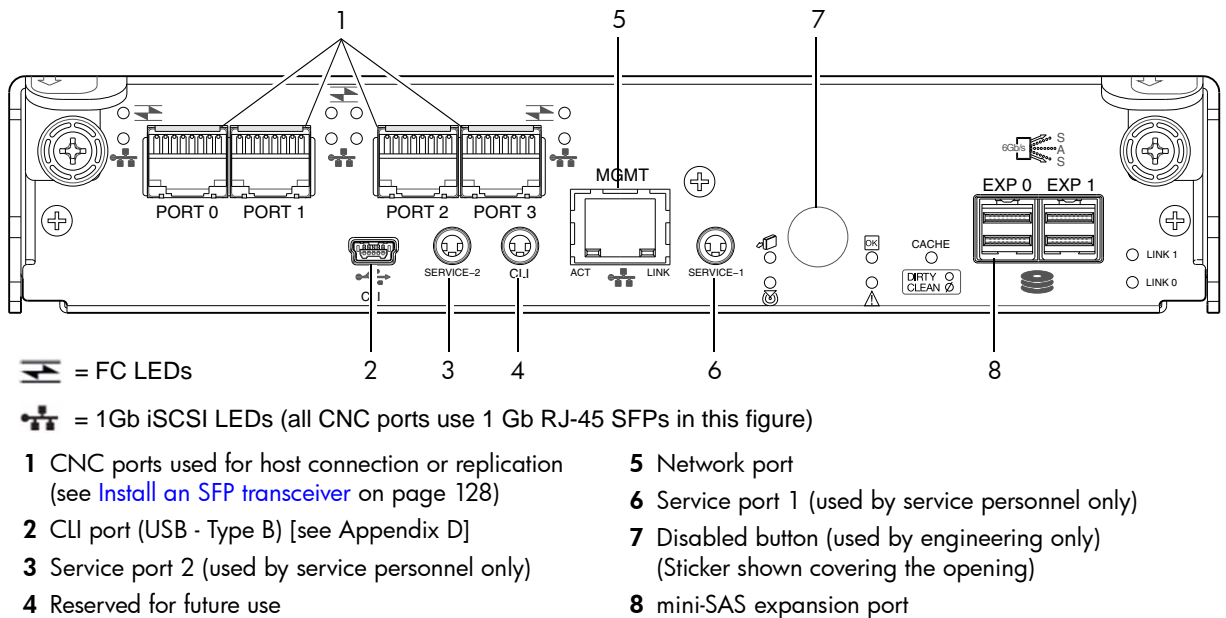 1
5
7
6Gb/s
S
A
S
MGMT
EXP 0 EXP 1
PORT 0 PORT 1 PORT 2 PORT 3
OK
CACHE
LINK 1
SERVICE–2
CLI
ACT
LINK
SERVICE–1
DIRTY
CLEAN
LINK 0
CLI
2
3
4
6
8
= FC LEDs
= 1Gb iSCSI LEDs (all CNC ports use 1 Gb RJ-45 SFPs in this figure)
1 CNC ports used for host connection or replication
(see Install an SFP transceiver on page 128)
2 CLI port (USB - Type B) [see Appendix D]
3 Service port 2 (used by service personnel only)
4 Reserved for future use
5 Network port
6 Service port 1 (used by service personnel only)
7 Disabled button (used by engineering only)
(Sticker shown covering the opening)
8 mini-SAS expansion port